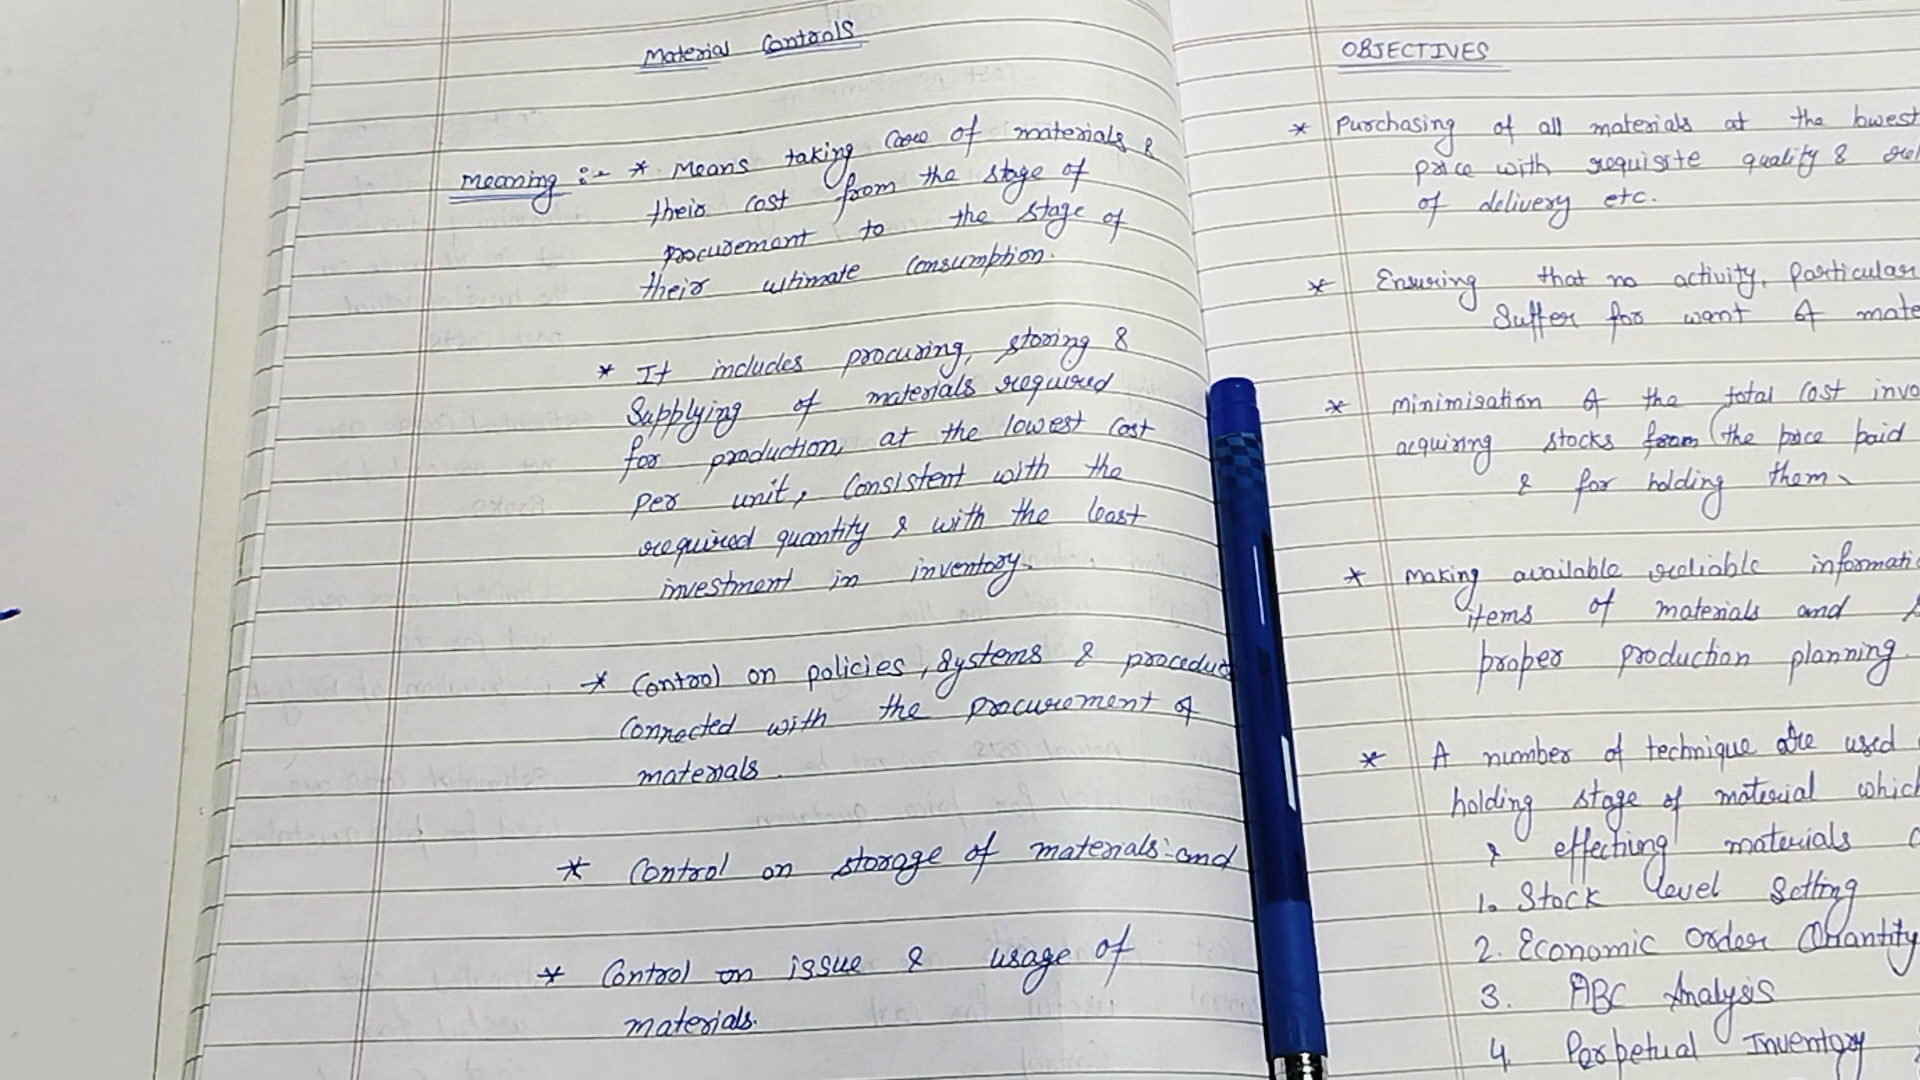 Material Controls
Meaning :- * Means taking care of materials &
their cost from the stage of
procurement to the stage of
their ultimate consumption.
* It includes procuring, storing &
Supplying of materials required
for production, at the lowest cost
per unit, consistent with the
required quantity & with the least
investment in inventory.
* Control on policies, systems &
connected with the procurement of
materials.
* Control on storage of materials and
* Control on issue & usage of
materials.
OBJECTIVES
* Purchasing of all materials at the lowest
price with requisite quality &
of delivery etc.
* Ensuring that no activity, particular
Suffer for want of mate
* minimisation of the total cost invo
acquiring stocks from (the price paid
& for holding them.
* Making available reliable informati
items of materials and
proper production planning.
* A number of technique are used
holding stage of material which
& effecting materials
1. Stock level Setting
2. Economic Order Quantity
3. ABC Analysis
4. Perpetual Inventory